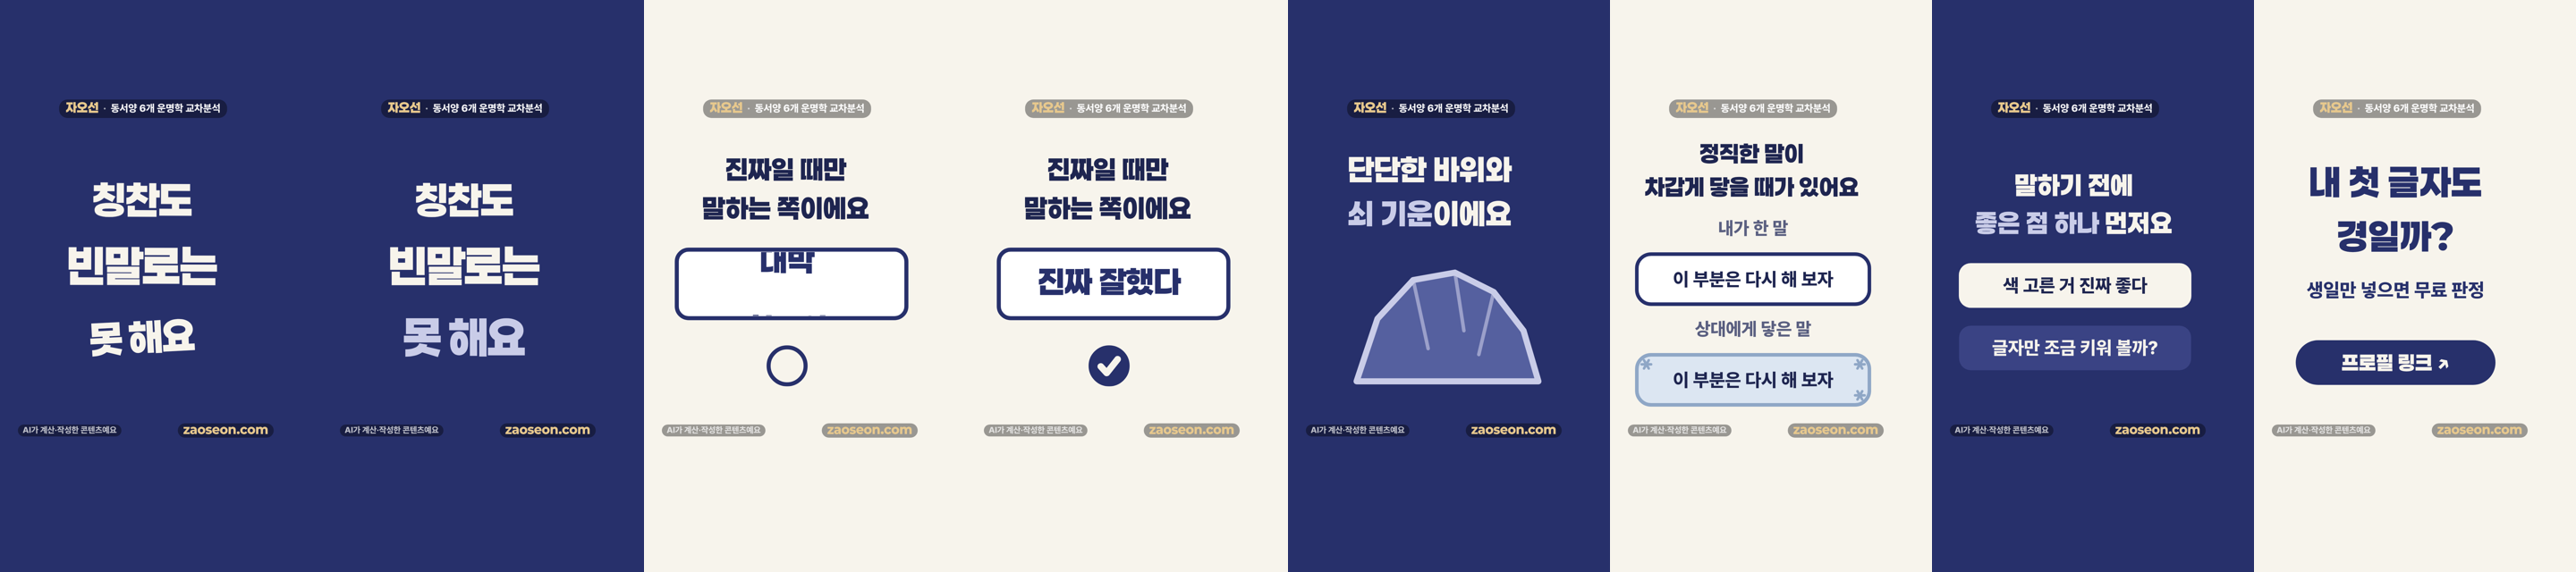 자오선 · 동서양 6개 운명학 교차분석
칭찬도
빈말로는
못 해요
AI가 계산·작성한 콘텐츠예요
zaoseon.com
자오선 · 동서양 6개 운명학 교차분석
칭찬도
빈말로는
못 해요
AI가 계산·작성한 콘텐츠예요
zaoseon.com
자오선 · 동서양 6개 운명학 교차분석
진짜일 때만
말하는 쪽이에요
AI가 계산·작성한 콘텐츠예요
zaoseon.com
자오선 · 동서양 6개 운명학 교차분석
진짜일 때만
말하는 쪽이에요
진짜 잘했다
AI가 계산·작성한 콘텐츠예요
zaoseon.com
자오선 · 동서양 6개 운명학 교차분석
단단한 바위와
쇠 기운이에요
AI가 계산·작성한 콘텐츠예요
zaoseon.com
자오선 · 동서양 6개 운명학 교차분석
정직한 말이
차갑게 닿을 때가 있어요
내가 한 말
이 부분은 다시 해 보자
상대에게 닿은 말
이 부분은 다시 해 보자
AI가 계산·작성한 콘텐츠예요
zaoseon.com
자오선 · 동서양 6개 운명학 교차분석
말하기 전에
좋은 점 하나 먼저요
색 고른 거 진짜 좋다
글자만 조금 키워 볼까?
AI가 계산·작성한 콘텐츠예요
zaoseon.com
자오선 · 동서양 6개 운명학 교차분석
내 첫 글자도
경일까?
생일만 넣으면 무료 판정
프로필 링크 ↗
AI가 계산·작성한 콘텐츠예요
zaoseon.com